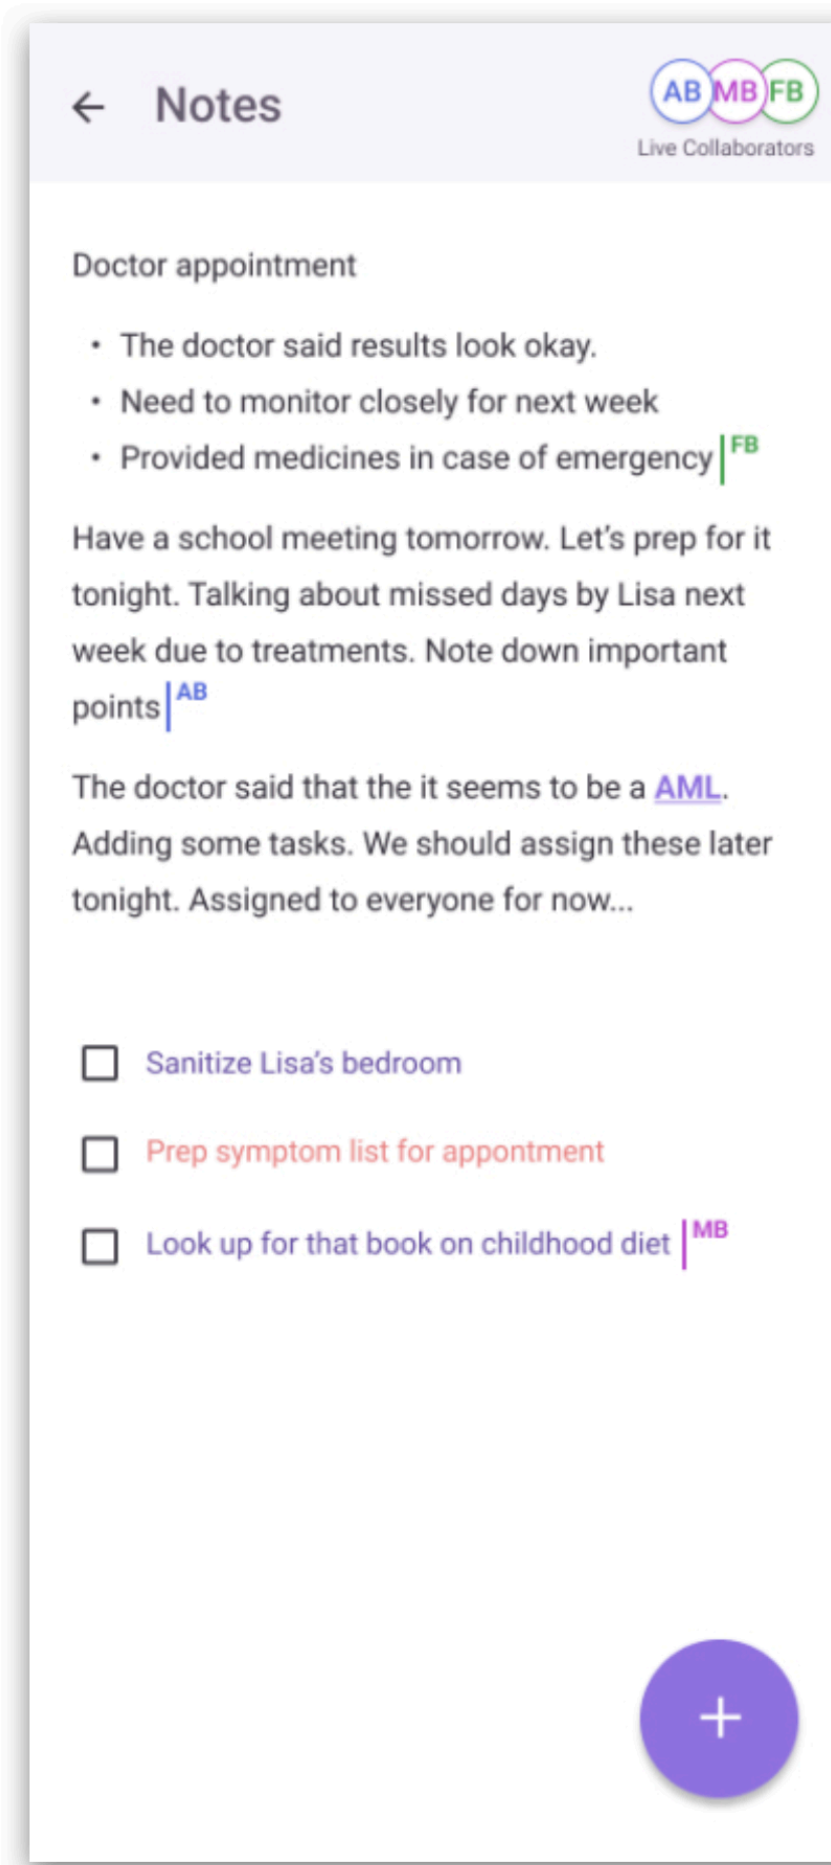 Notes
AB MB FB
Live Collaborators
Doctor appointment
• The doctor said results look okay.
• Need to monitor closely for next week
• Provided medicines in case of emergency FB
Have a school meeting tomorrow. Let's prep for it
tonight. Talking about missed days by Lisa next
week due to treatments. Note down important
points AB
The doctor said that the it seems to be a AML.
Adding some tasks. We should assign these later
tonight. Assigned to everyone for now...
Sanitize Lisa's bedroom
Prep symptom list for appontment
Look up for that book on childhood diet MB